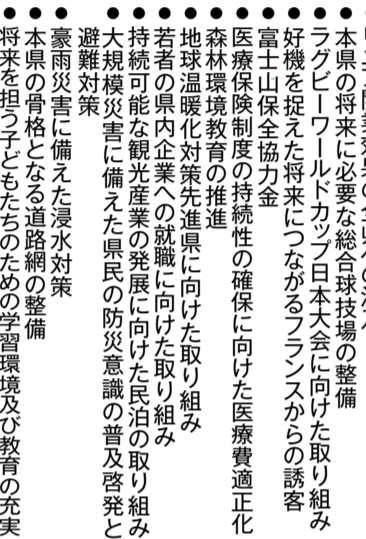 ●本県の将来に必要な総合球技場の整備
●ラグビーワールドカップ日本大会に向けた取り組み
●好機を捉えた将来につながるフランスからの誘客
●富士山保全協力金
●医療保険制度の持続性の確保に向けた医療費適正化
●森林環境教育の推進
●地球温暖化対策先進県に向けた取り組み
●若者の県内企業への就職に向けた取り組み
●持続可能な観光産業の発展に向けた民泊の取り組み
●大規模災害に備えた県民の防災意識の普及啓発と
避難対策
●豪雨災害に備えた浸水対策
●本県の骨格となる道路網の整備
●将来を担う子どもたちのための学習環境及び教育の充実